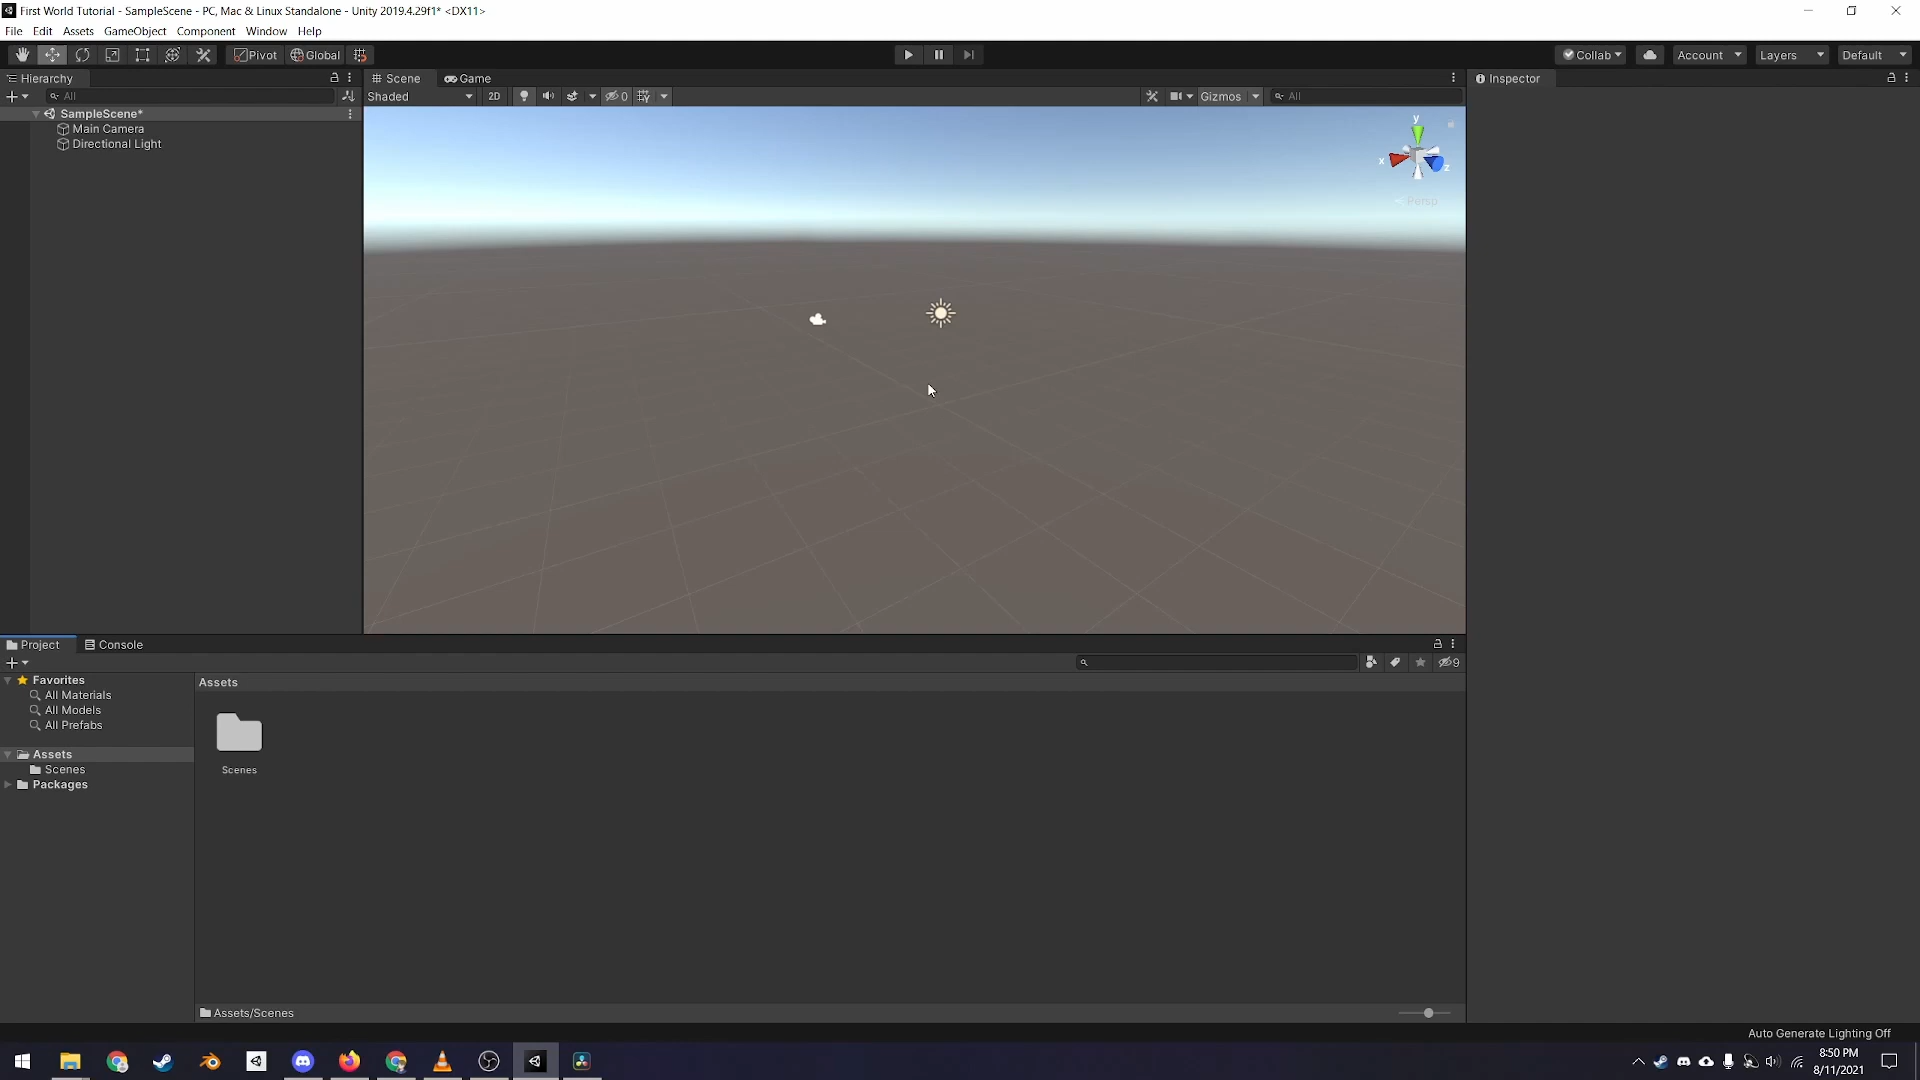 First World Tutorial - SampleScene - PC, Mac & Linux Standalone - Unity 2019.4.29f1* <DX11>
File Edit Assets GameObject Component Window Help
Pivot Global Collab Account Layers Default
Hierarchy Scene Game Inspector
All Shaded 2D 0 Gizmos All
SampleScene*
Main Camera
Directional Light
y
x z
Persp
Project Console
9
Favorites
All Materials
All Models
All Prefabs
Assets
Scenes
Packages
Assets
Scenes
Assets/Scenes
Auto Generate Lighting Off
8:50 PM
8/11/2021